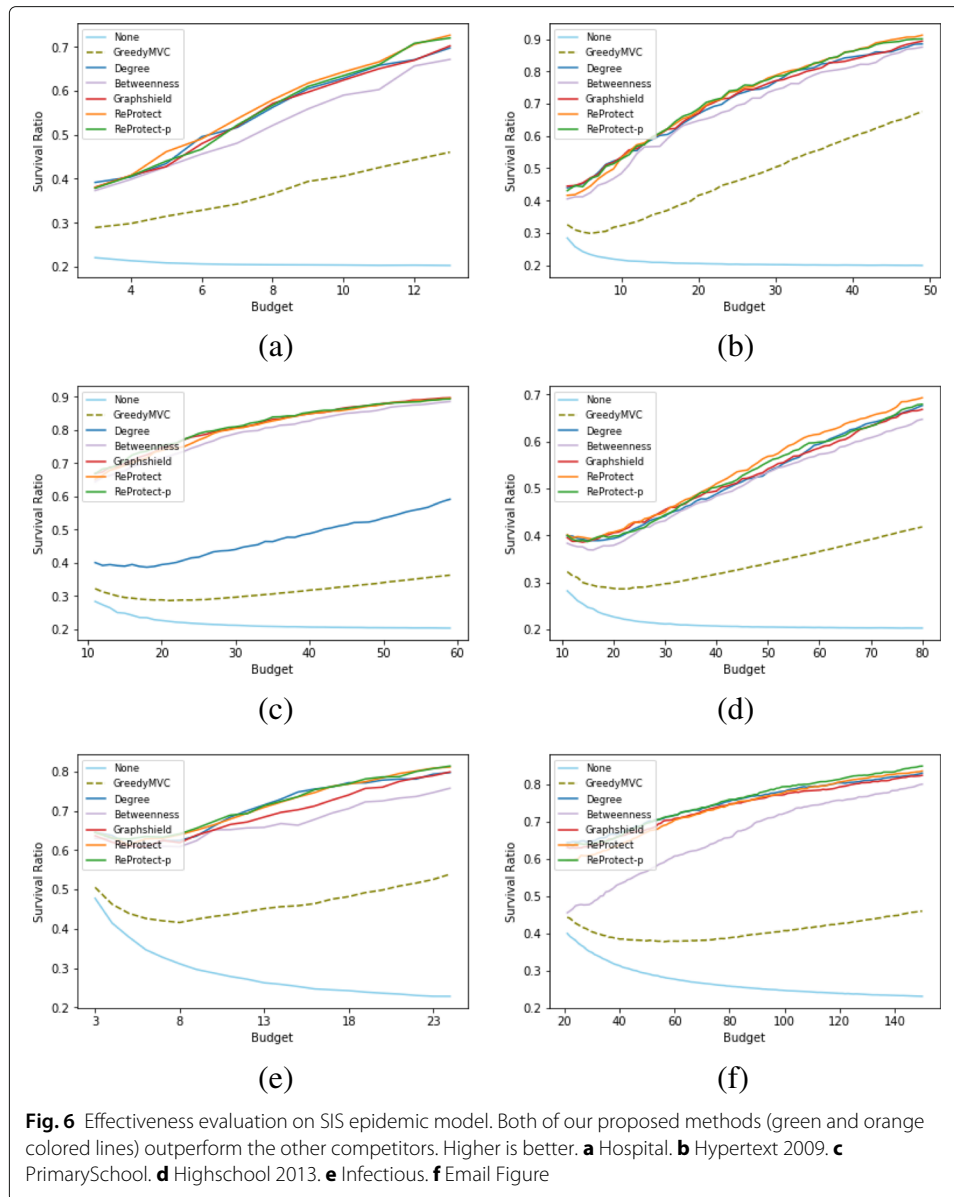 None
GreedyMVC
Degree
Betweenness
Graphshield
ReProtect
ReProtect-p
Survival Ratio
0.7
0.6
0.5
0.4
0.3
0.2
4 6 8 10 12
Budget
(a)
None
GreedyMVC
Degree
Betweenness
Graphshield
ReProtect
ReProtect-p
Survival Ratio
0.9
0.8
0.7
0.6
0.5
0.4
0.3
0.2
10 20 30 40 50
Budget
(b)
None
GreedyMVC
Degree
Betweenness
Graphshield
ReProtect
ReProtect-p
Survival Ratio
0.9
0.8
0.7
0.6
0.5
0.4
0.3
0.2
10 20 30 40 50 60
Budget
(c)
None
GreedyMVC
Degree
Betweenness
Graphshield
ReProtect
ReProtect-p
Survival Ratio
0.7
0.6
0.5
0.4
0.3
0.2
10 20 30 40 50 60 70 80
Budget
(d)
None
GreedyMVC
Degree
Betweenness
Graphshield
ReProtect
ReProtect-p
Survival Ratio
0.8
0.7
0.6
0.5
0.4
0.3
0.2
3 8 13 18 23
Budget
(e)
None
GreedyMVC
Degree
Betweenness
Graphshield
ReProtect
ReProtect-p
Survival Ratio
0.8
0.7
0.6
0.5
0.4
0.3
0.2
20 40 60 80 100 120 140
Budget
(f)
Fig. 6 Effectiveness evaluation on SIS epidemic model. Both of our proposed methods (green and orange
colored lines) outperform the other competitors. Higher is better. a Hospital. b Hypertext 2009. c
PrimarySchool. d Highschool 2013. e Infectious. f Email Figure